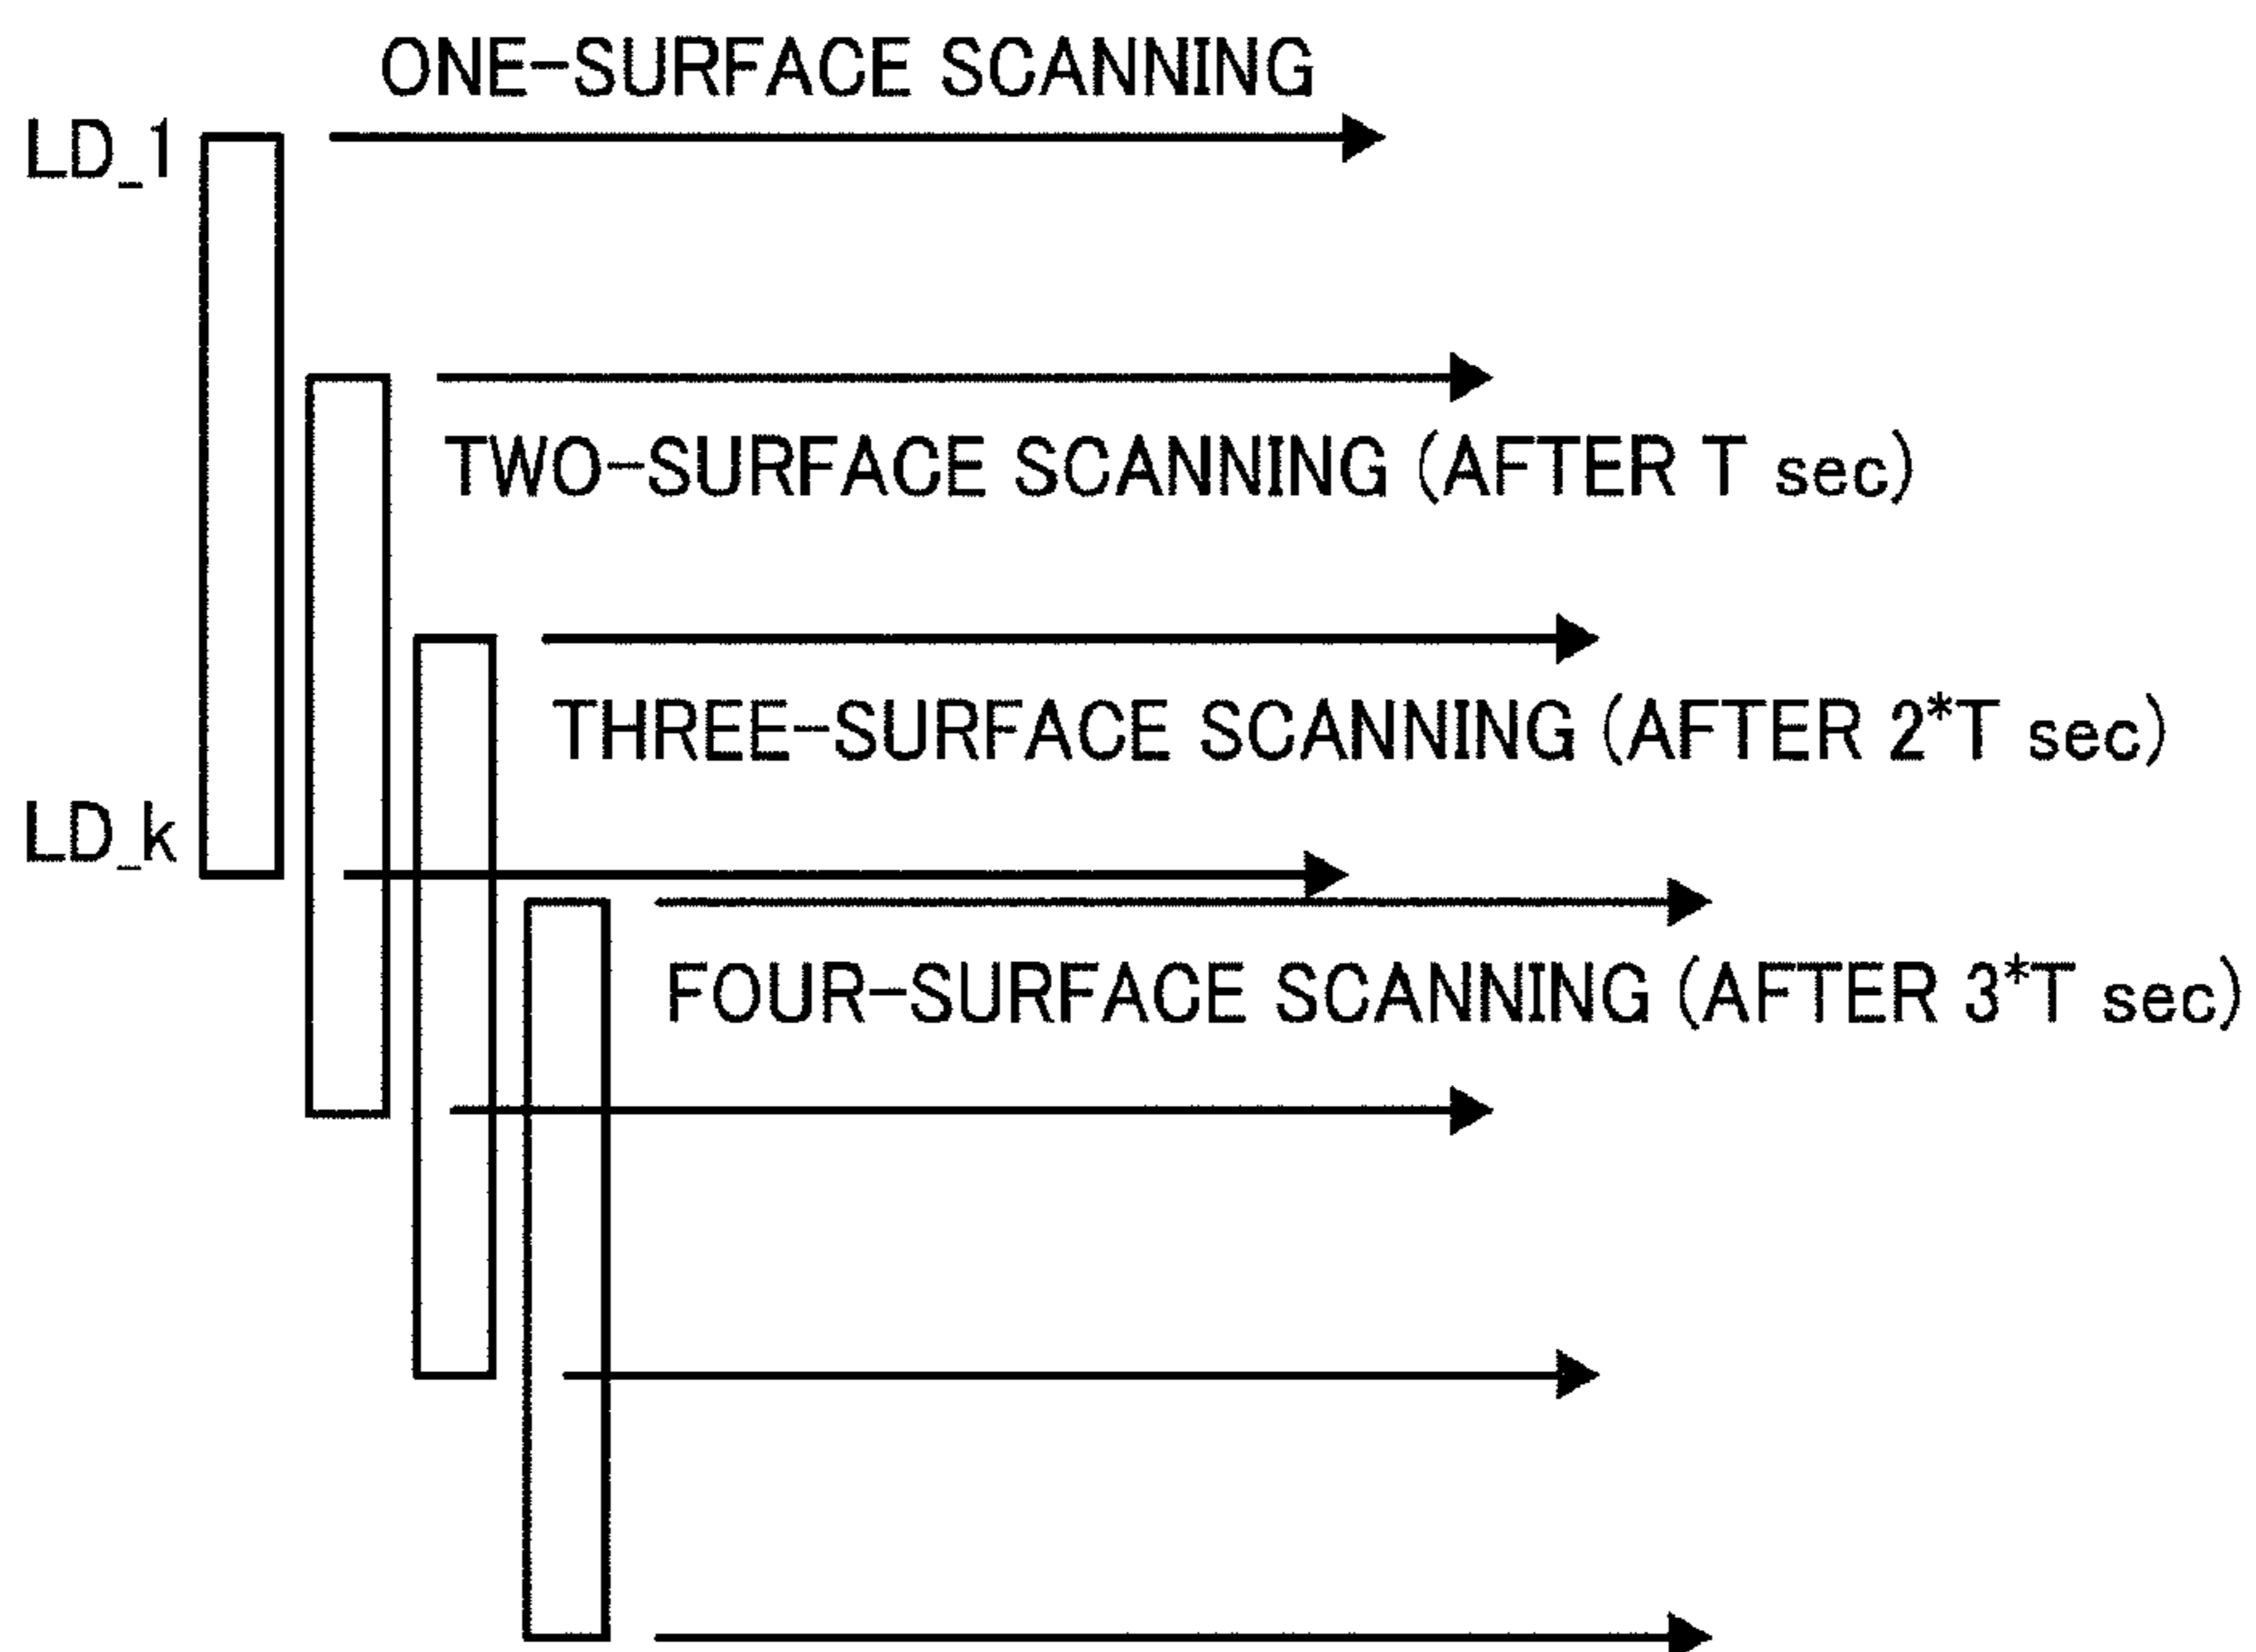 ONE-SURFACE SCANNING
LD_1
TWO-SURFACE SCANNING (AFTER T sec)
THREE-SURFACE SCANNING (AFTER 2*T sec)
LD_k
FOUR-SURFACE SCANNING (AFTER 3*T sec)